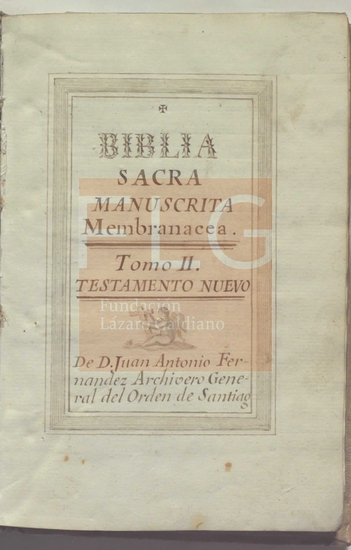 ✠
BIBLIA
SACRA
MANUSCRITA
Membranacea.
Tomo II.
TESTAMENTO NUEVO
FLG
Fundación
Lázaro Galdiano
De D. Juan Antonio Fer-
nandez Archivero Gene-
ral del Orden de Santiag